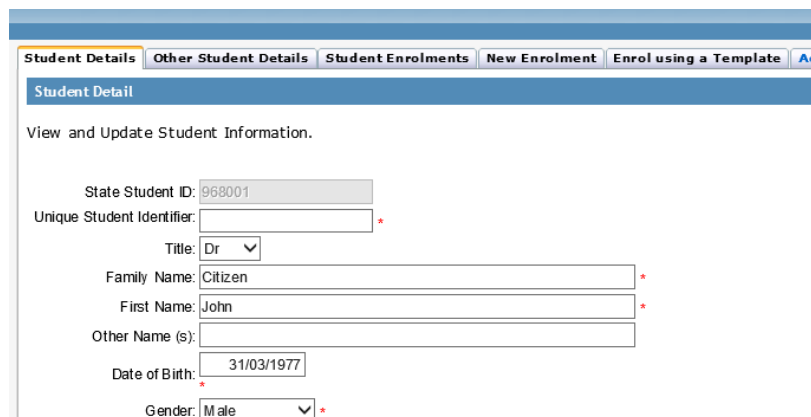 Student Details Other Student Details Student Enrolments New Enrolment Enrol using a Template
Student Detail
View and Update Student Information.
State Student ID: 968001
Unique Student Identifier: *
Title: Dr
Family Name: Citizen *
First Name: John *
Other Name (s):
Date of Birth: 31/03/1977
*
Gender: Male *